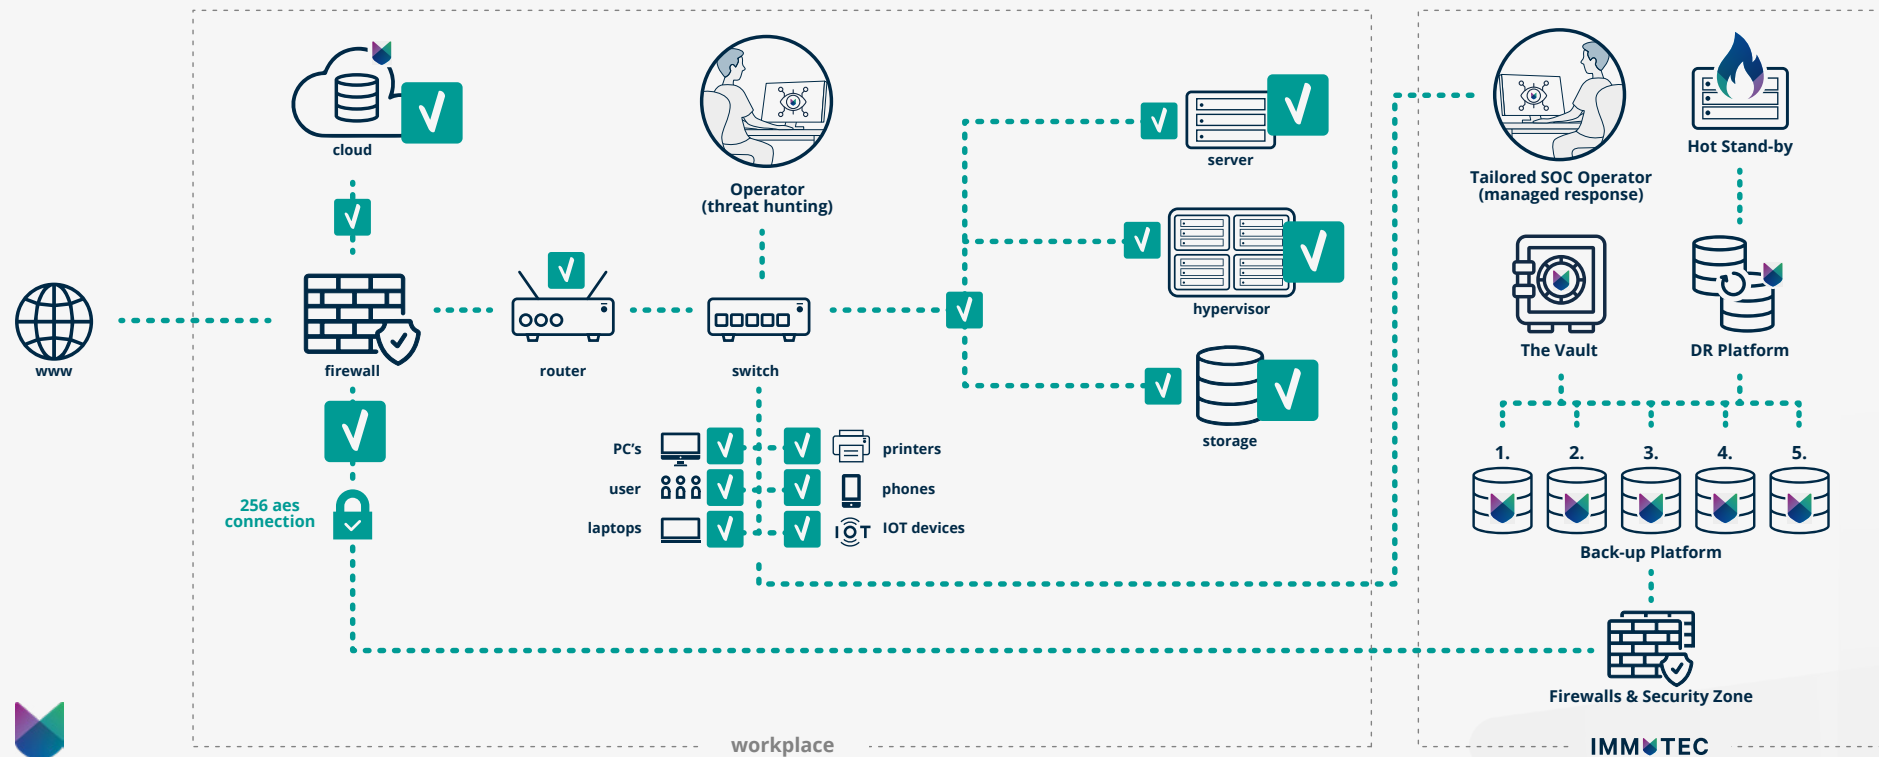 cloud
Operator
(threat hunting)
server
hypervisor
storage
www
firewall
router
switch
PC's
user
laptops
printers
phones
IOT
IOT devices
256 aes
connection
workplace
Tailored SOC Operator
(managed response)
Hot Stand-by
The Vault
DR Platform
1.
2.
3.
4.
5.
Back-up Platform
Firewalls & Security Zone
IMMUTEC